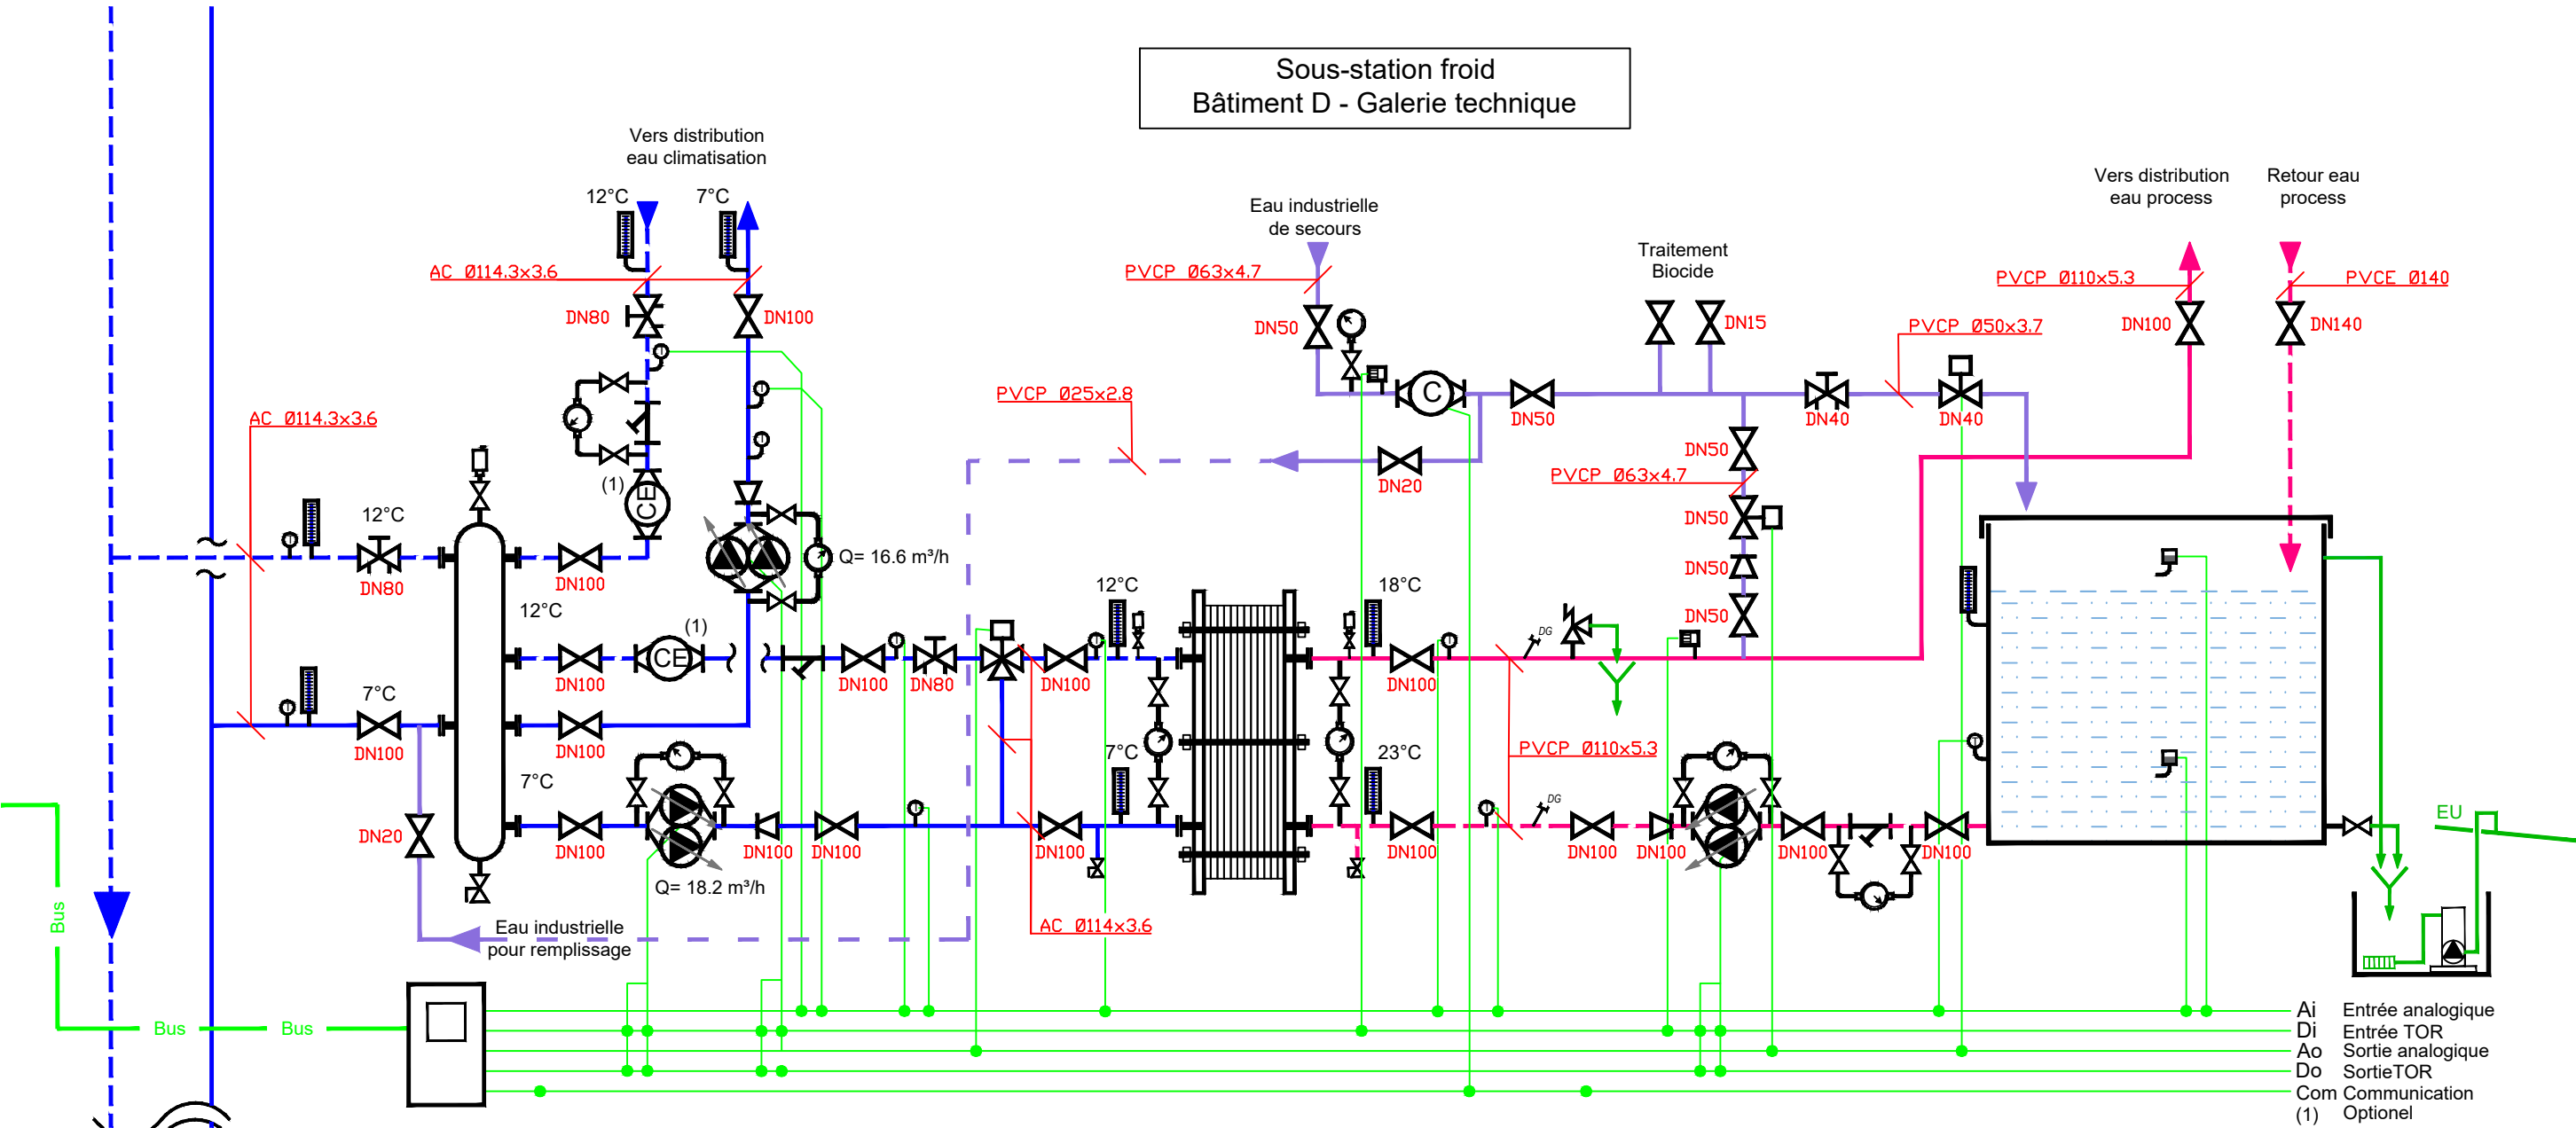 Sous-station froid
Bâtiment D - Galerie technique
Vers distribution
eau climatisation
12°C
7°C
AC Ø114.3x3.6
DN80
DN100
Eau industrielle
de secours
PVCP Ø63x4.7
DN50
Traitement
Biocide
DN15
Vers distribution
eau process
Retour eau
process
PVCP Ø110x5.3
PVCE Ø140
DN100
DN140
PVCP Ø50x3.7
C
DN50
DN40
DN40
PVCP Ø25x2.8
DN20
AC Ø114.3x3.6
(1)
CE
DN50
PVCP Ø63x4.7
DN50
DN50
DN50
12°C
DN80
DN100
Q= 16.6 m³/h
12°C
(1)
CE
DN100
DN100
DN80
DN100
12°C
18°C
DN100
DG
7°C
DN100
DN100
7°C
7°C
23°C
PVCP Ø110x5.3
DG
DN20
DN100
DN100
DN100
DN100
DN100
DN100
DN100
DN100
DN100
Q= 18.2 m³/h
AC Ø114x3.6
Eau industrielle
pour remplissage
EU
Bus
Bus
Bus
Ai Entrée analogique
Di Entrée TOR
Ao Sortie analogique
Do SortieTOR
Com Communication
(1) Optionel